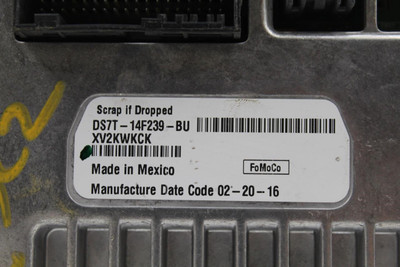 Scrap if Dropped
DS7T-14F239-BU
XV2KWKCK
Made in Mexico
FoMoCo
Manufacture Date Code 02-20-16